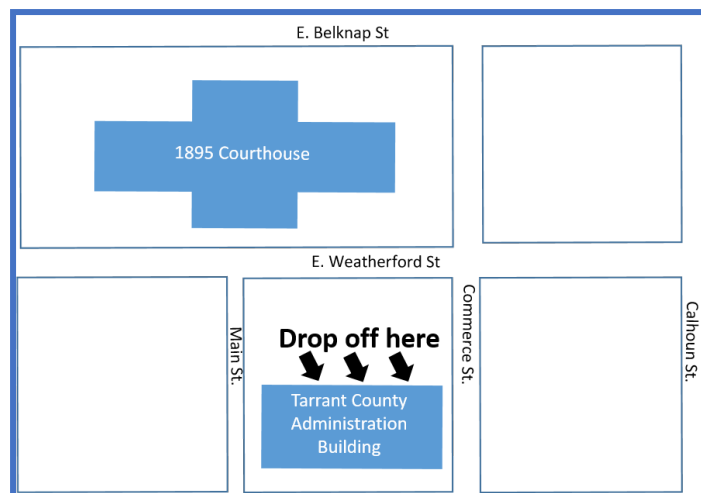 E. Belknap St
1895 Courthouse
E. Weatherford St
Main St.
Commerce St.
Calhoun St.
Drop off here
Tarrant County
Administration
Building